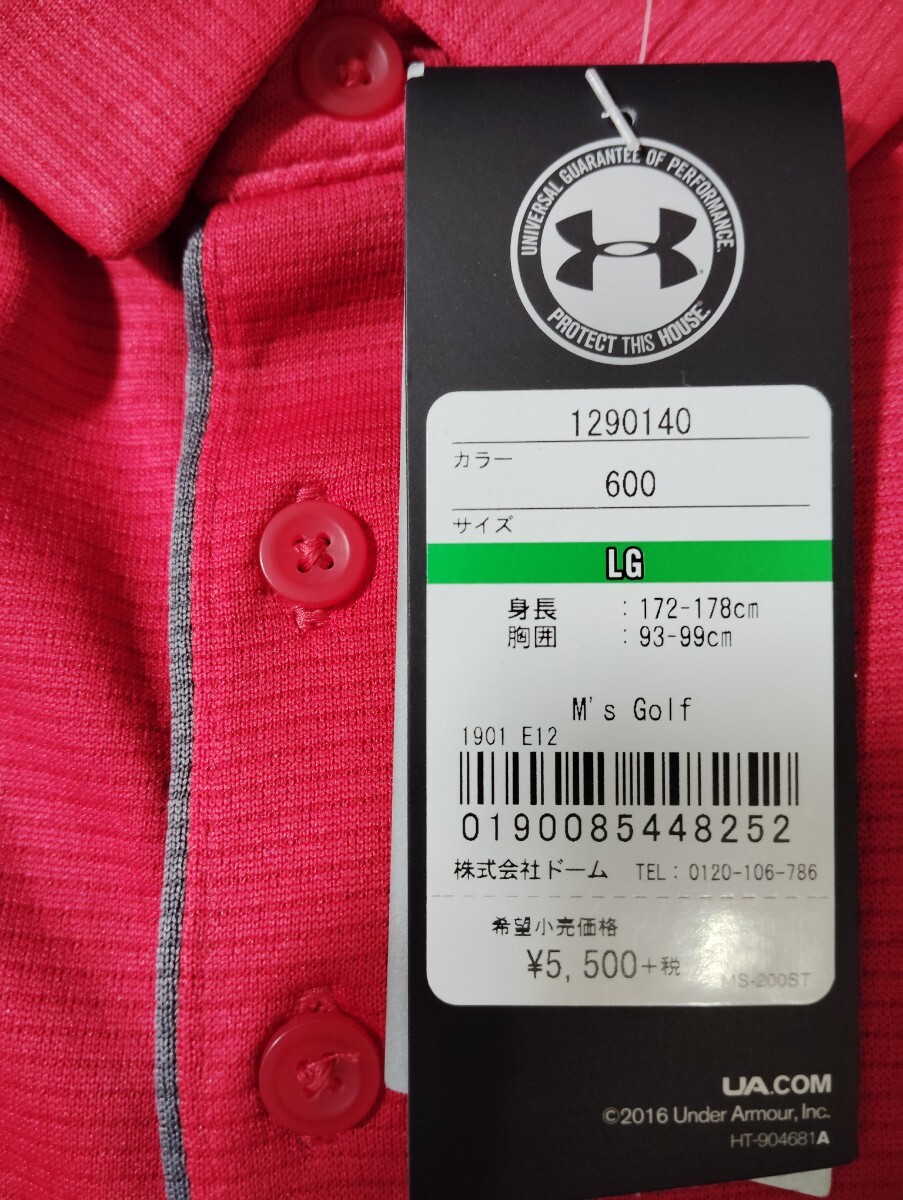 UNIVERSAL GUARANTEE OF PERFORMANCE.
PROTECT THIS HOUSE.
1290140
カラー
600
サイズ
LG
身長 : 172-178cm
胸囲 : 93-99cm
M's Golf
1901 E12
0190085448252
株式会社ドーム TEL: 0120-106-786
希望小売価格
¥5,500+税
MS-200ST
UA.COM
©2016 Under Armour, Inc.
HT-904681A